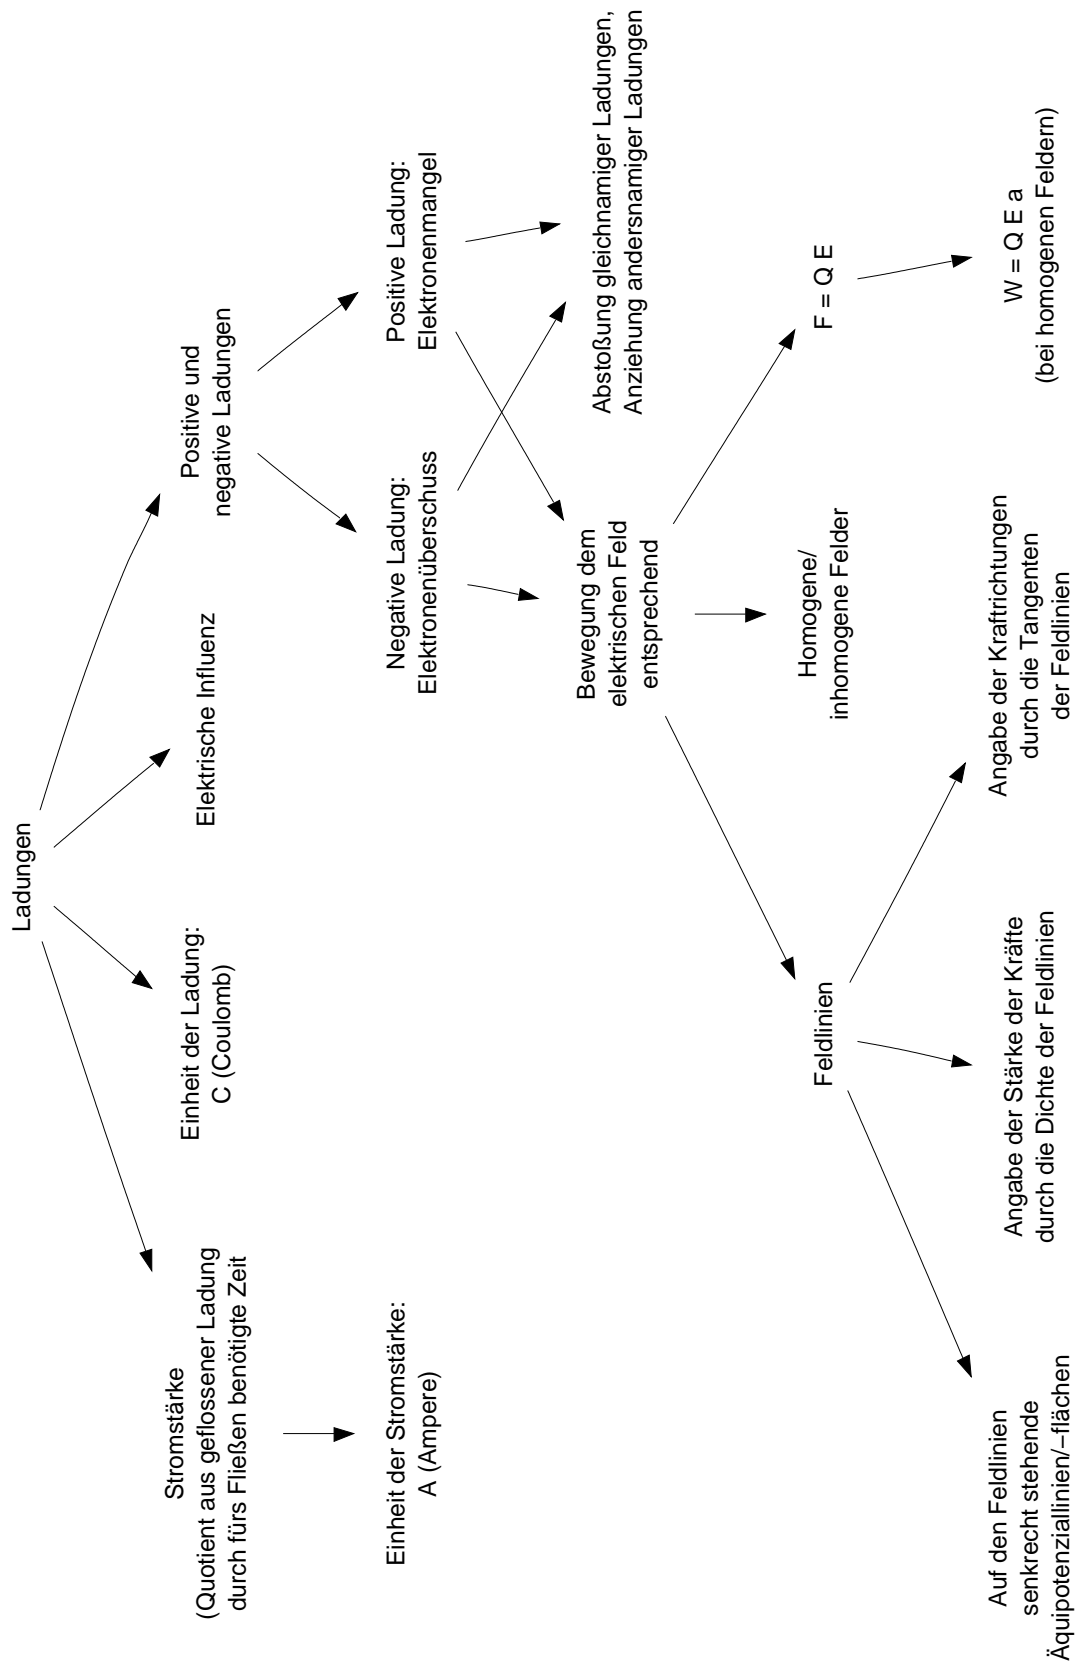 Ladungen
Stromstärke
(Quotient aus geflossener Ladung
durch fürs Fließen benötigte Zeit
Einheit der Ladung:
C (Coulomb)
Elektrische Influenz
Positive und
negative Ladungen
Einheit der Stromstärke:
A (Ampere)
Negative Ladung:
Elektronenüberschuss
Positive Ladung:
Elektronenmangel
Bewegung dem
elektrischen Feld
entsprechend
Abstoßung gleichnamiger Ladungen,
Anziehung andersnamiger Ladungen
Feldlinien
Homogene/
inhomogene Felder
F = Q E
Auf den Feldlinien
senkrecht stehende
Äquipotenziallinien/−flächen
Angabe der Stärke der Kräfte
durch die Dichte der Feldlinien
Angabe der Kraftrichtungen
durch die Tangenten
der Feldlinien
W = Q E a
(bei homogenen Feldern)